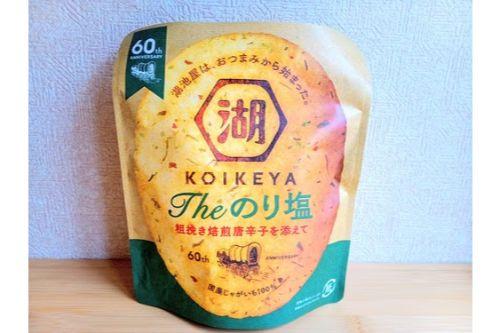 60th
ANNIVERSARY
湖池屋は、おつまみから始まった。
湖
KOIKEYA
Theのり塩
粗挽き焙煎唐辛子を添えて
60th ANNIVERSARY
国産じゃがいも100%